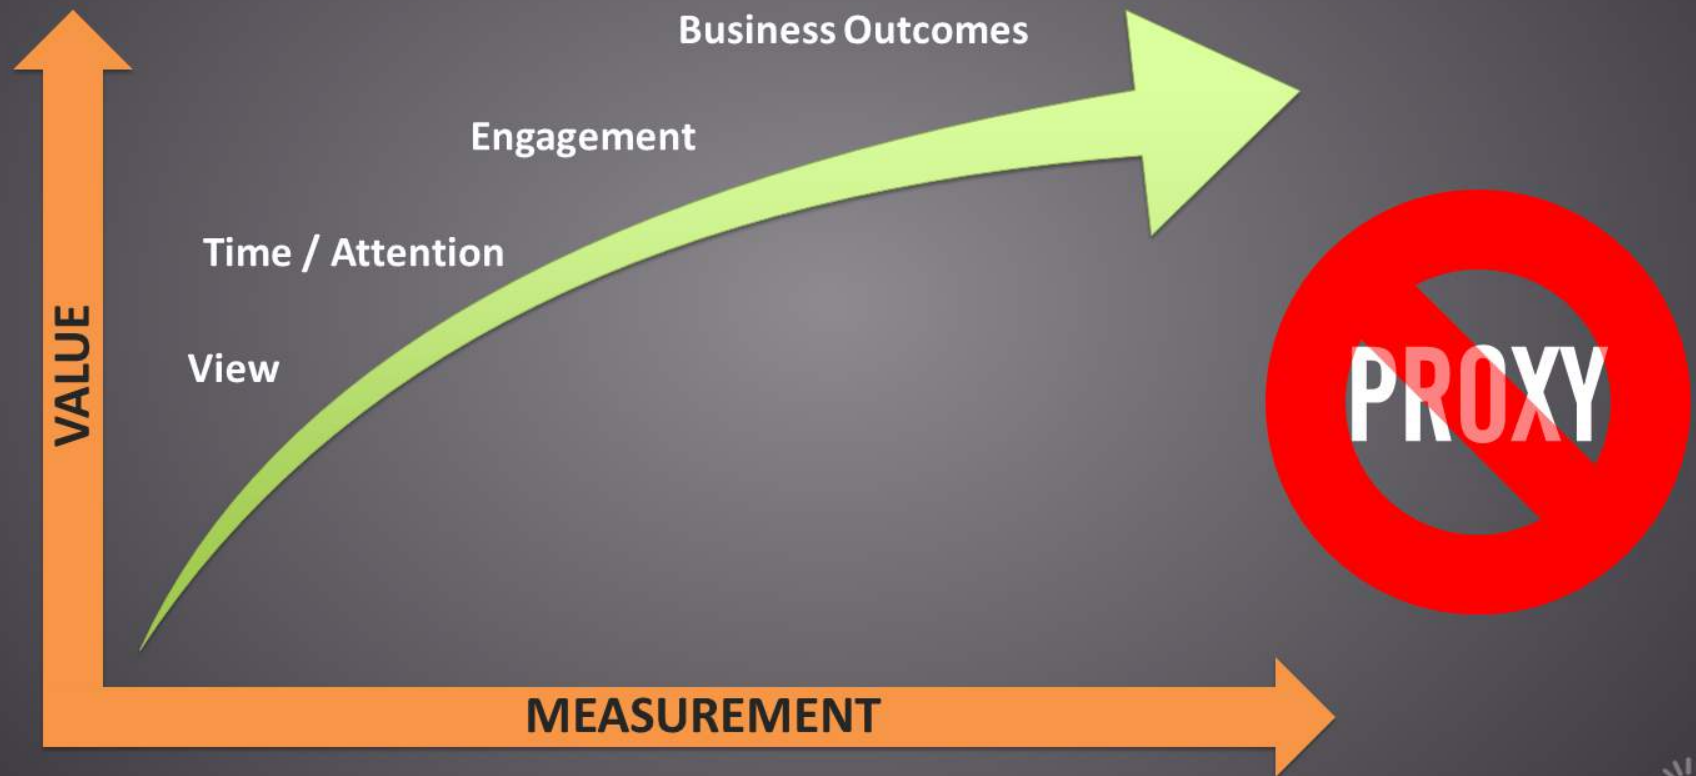 Business Outcomes
Engagement
Time / Attention
View
VALUE
PROXY
MEASUREMENT